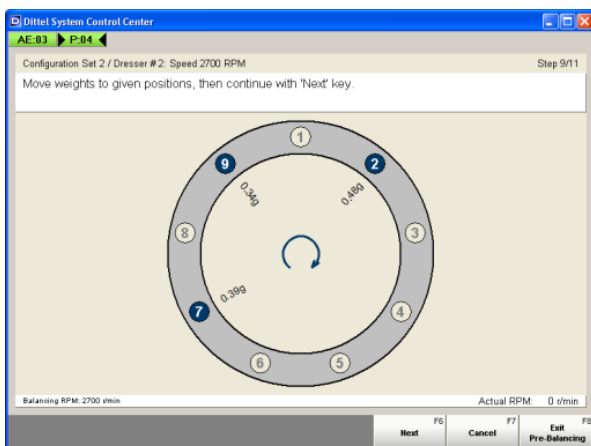 Dittel System Control Center
AE:03 P:04
Configuration Set 2 / Dresser # 2: Speed 2700 RPM Step 9/11
Move weights to given positions, then continue with 'Next' key.
1
9 2
0.34g 0.48g
8 3
0.39g
7 4
6 5
Balancing RPM: 2700 r/min Actual RPM: 0 r/min
F6 F7 F8
Next Cancel Exit
Pre-Balancing